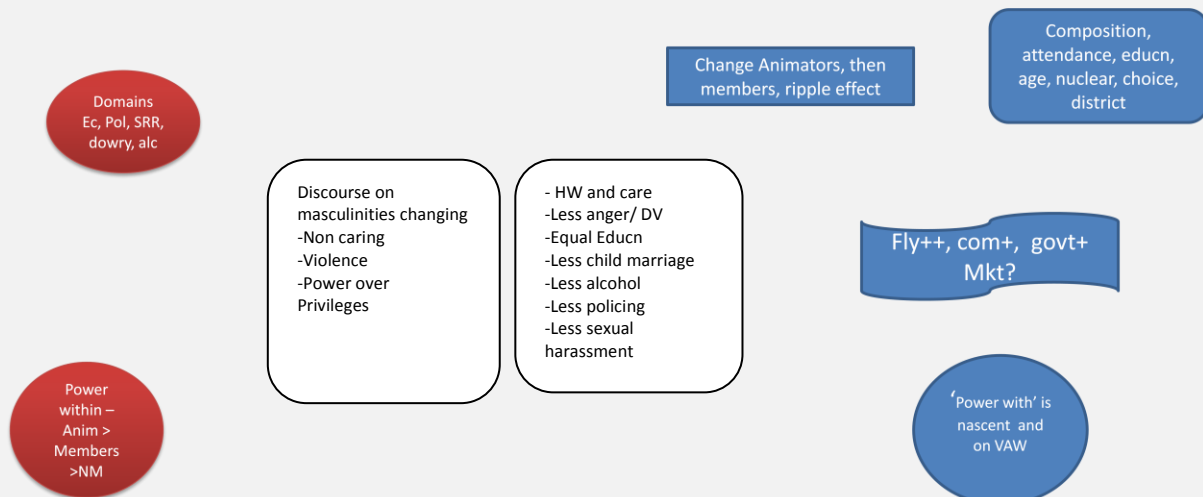 Composition,
attendance, educn,
age, nuclear, choice,
district
Change Animators, then
members, ripple effect
Domains
Ec, Pol, SRR,
dowry, alc
Discourse on
masculinities changing
-Non caring
-Violence
-Power over
Privileges
- HW and care
-Less anger/ DV
-Equal Educn
-Less child marriage
-Less alcohol
-Less policing
-Less sexual
harassment
Fly++, com+, govt+
Mkt?
Power
within –
Anim >
Members
>NM
‘Power with’ is
nascent and
on VAW